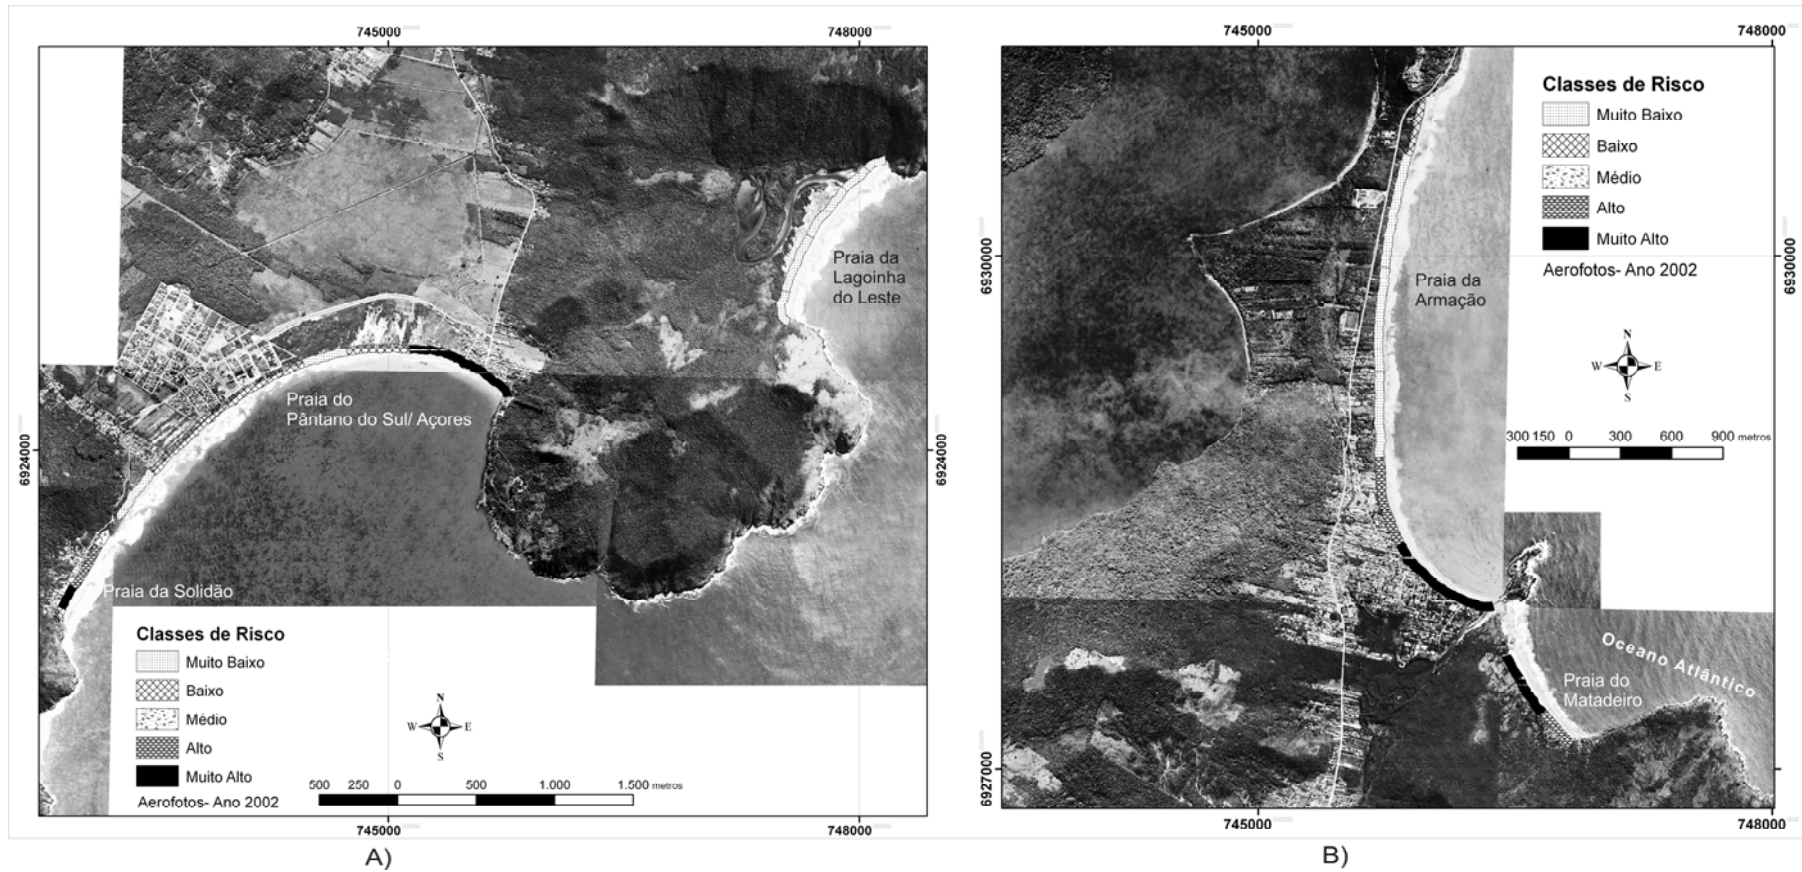 745000
748000
6924000
6924000
Praia da
Lagoinha
do Leste
Praia do
Pântano do Sul/ Açores
Praia da Solidão
Classes de Risco
Muito Baixo
Baixo
Médio
Alto
Muito Alto
Aerofotos- Ano 2002
N
W
E
S
500 250 0 500 1.000 1.500 metros
745000
748000
A)
745000
748000
6930000
6930000
6927000
Classes de Risco
Muito Baixo
Baixo
Médio
Alto
Muito Alto
Aerofotos- Ano 2002
Praia da
Armação
N
W
E
S
300 150 0 300 600 900 metros
Oceano Atlântico
Praia do
Matadeiro
745000
748000
B)